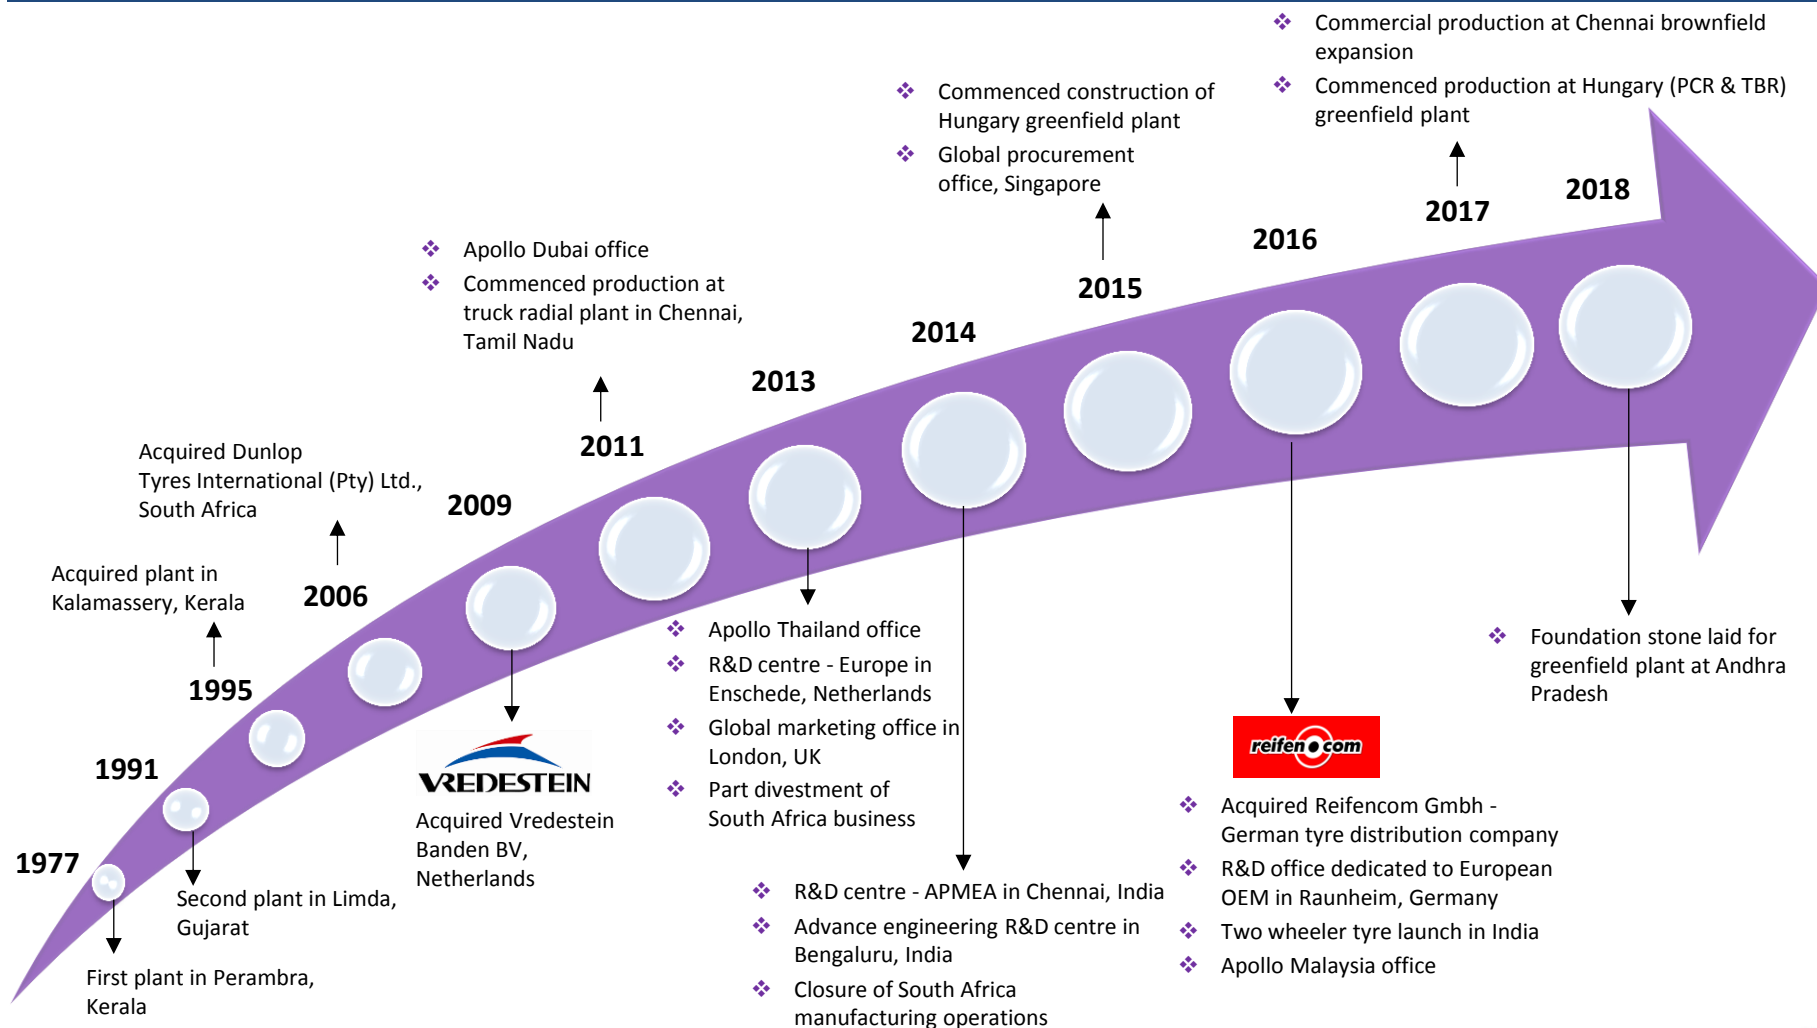 ❖ Commercial production at Chennai brownfield
expansion
❖ Commenced production at Hungary (PCR & TBR)
greenfield plant
❖ Commenced construction of
Hungary greenfield plant
❖ Global procurement
office, Singapore
2018
2017
2016
2015
❖ Apollo Dubai office
❖ Commenced production at
truck radial plant in Chennai,
Tamil Nadu
2014
2013
2011
Acquired Dunlop
Tyres International (Pty) Ltd.,
South Africa
2009
Acquired plant in
Kalamassery, Kerala
2006
1995
1991
1977
First plant in Perambra,
Kerala
Second plant in Limda,
Gujarat
VREDESTEIN
Acquired Vredestein
Banden BV,
Netherlands
❖ Apollo Thailand office
❖ R&D centre - Europe in
Enschede, Netherlands
❖ Global marketing office in
London, UK
❖ Part divestment of
South Africa business
❖ R&D centre - APMEA in Chennai, India
❖ Advance engineering R&D centre in
Bengaluru, India
❖ Closure of South Africa
manufacturing operations
reifen.com
❖ Acquired Reifencom Gmbh -
German tyre distribution company
❖ R&D office dedicated to European
OEM in Raunheim, Germany
❖ Two wheeler tyre launch in India
❖ Apollo Malaysia office
❖ Foundation stone laid for
greenfield plant at Andhra
Pradesh